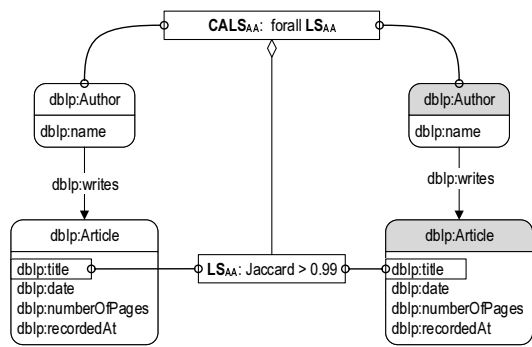 CALSAA: forall LSAA
dblp:Author
dblp:name
dblp:Author
dblp:name
dblp:writes
dblp:writes
dblp:Article
dblp:title
dblp:date
dblp:numberOfPages
dblp:recordedAt
LSAA: Jaccard > 0.99
dblp:Article
dblp:title
dblp:date
dblp:numberOfPages
dblp:recordedAt